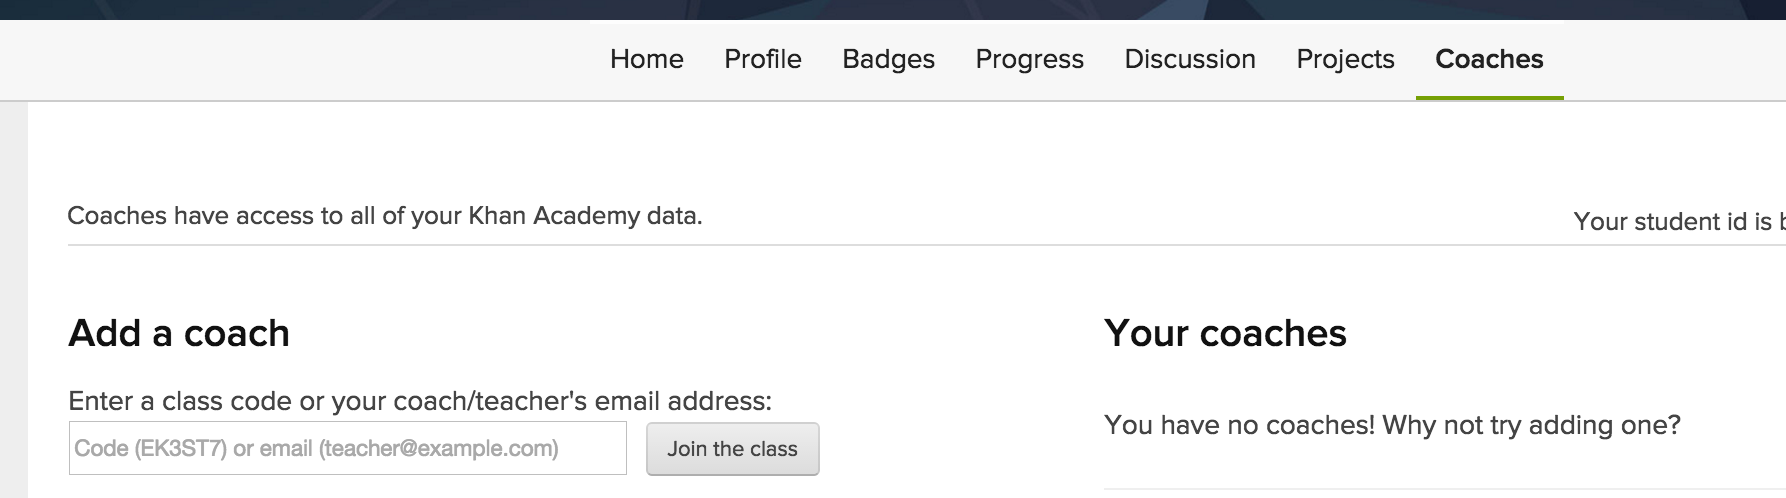 Home Profile Badges Progress Discussion Projects Coaches
Coaches have access to all of your Khan Academy data.
Your student id is
Add a coach
Enter a class code or your coach/teacher's email address:
Code (EK3ST7) or email (teacher@example.com)
Join the class
Your coaches
You have no coaches! Why not try adding one?